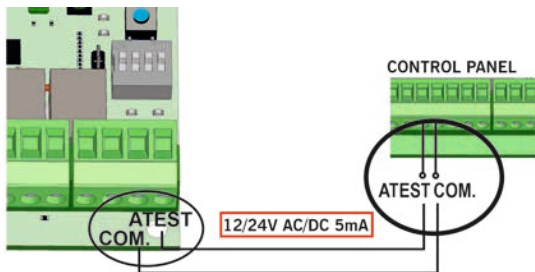 CONTROL PANEL
ATEST COM.
ATEST
COM.
12/24V AC/DC 5mA